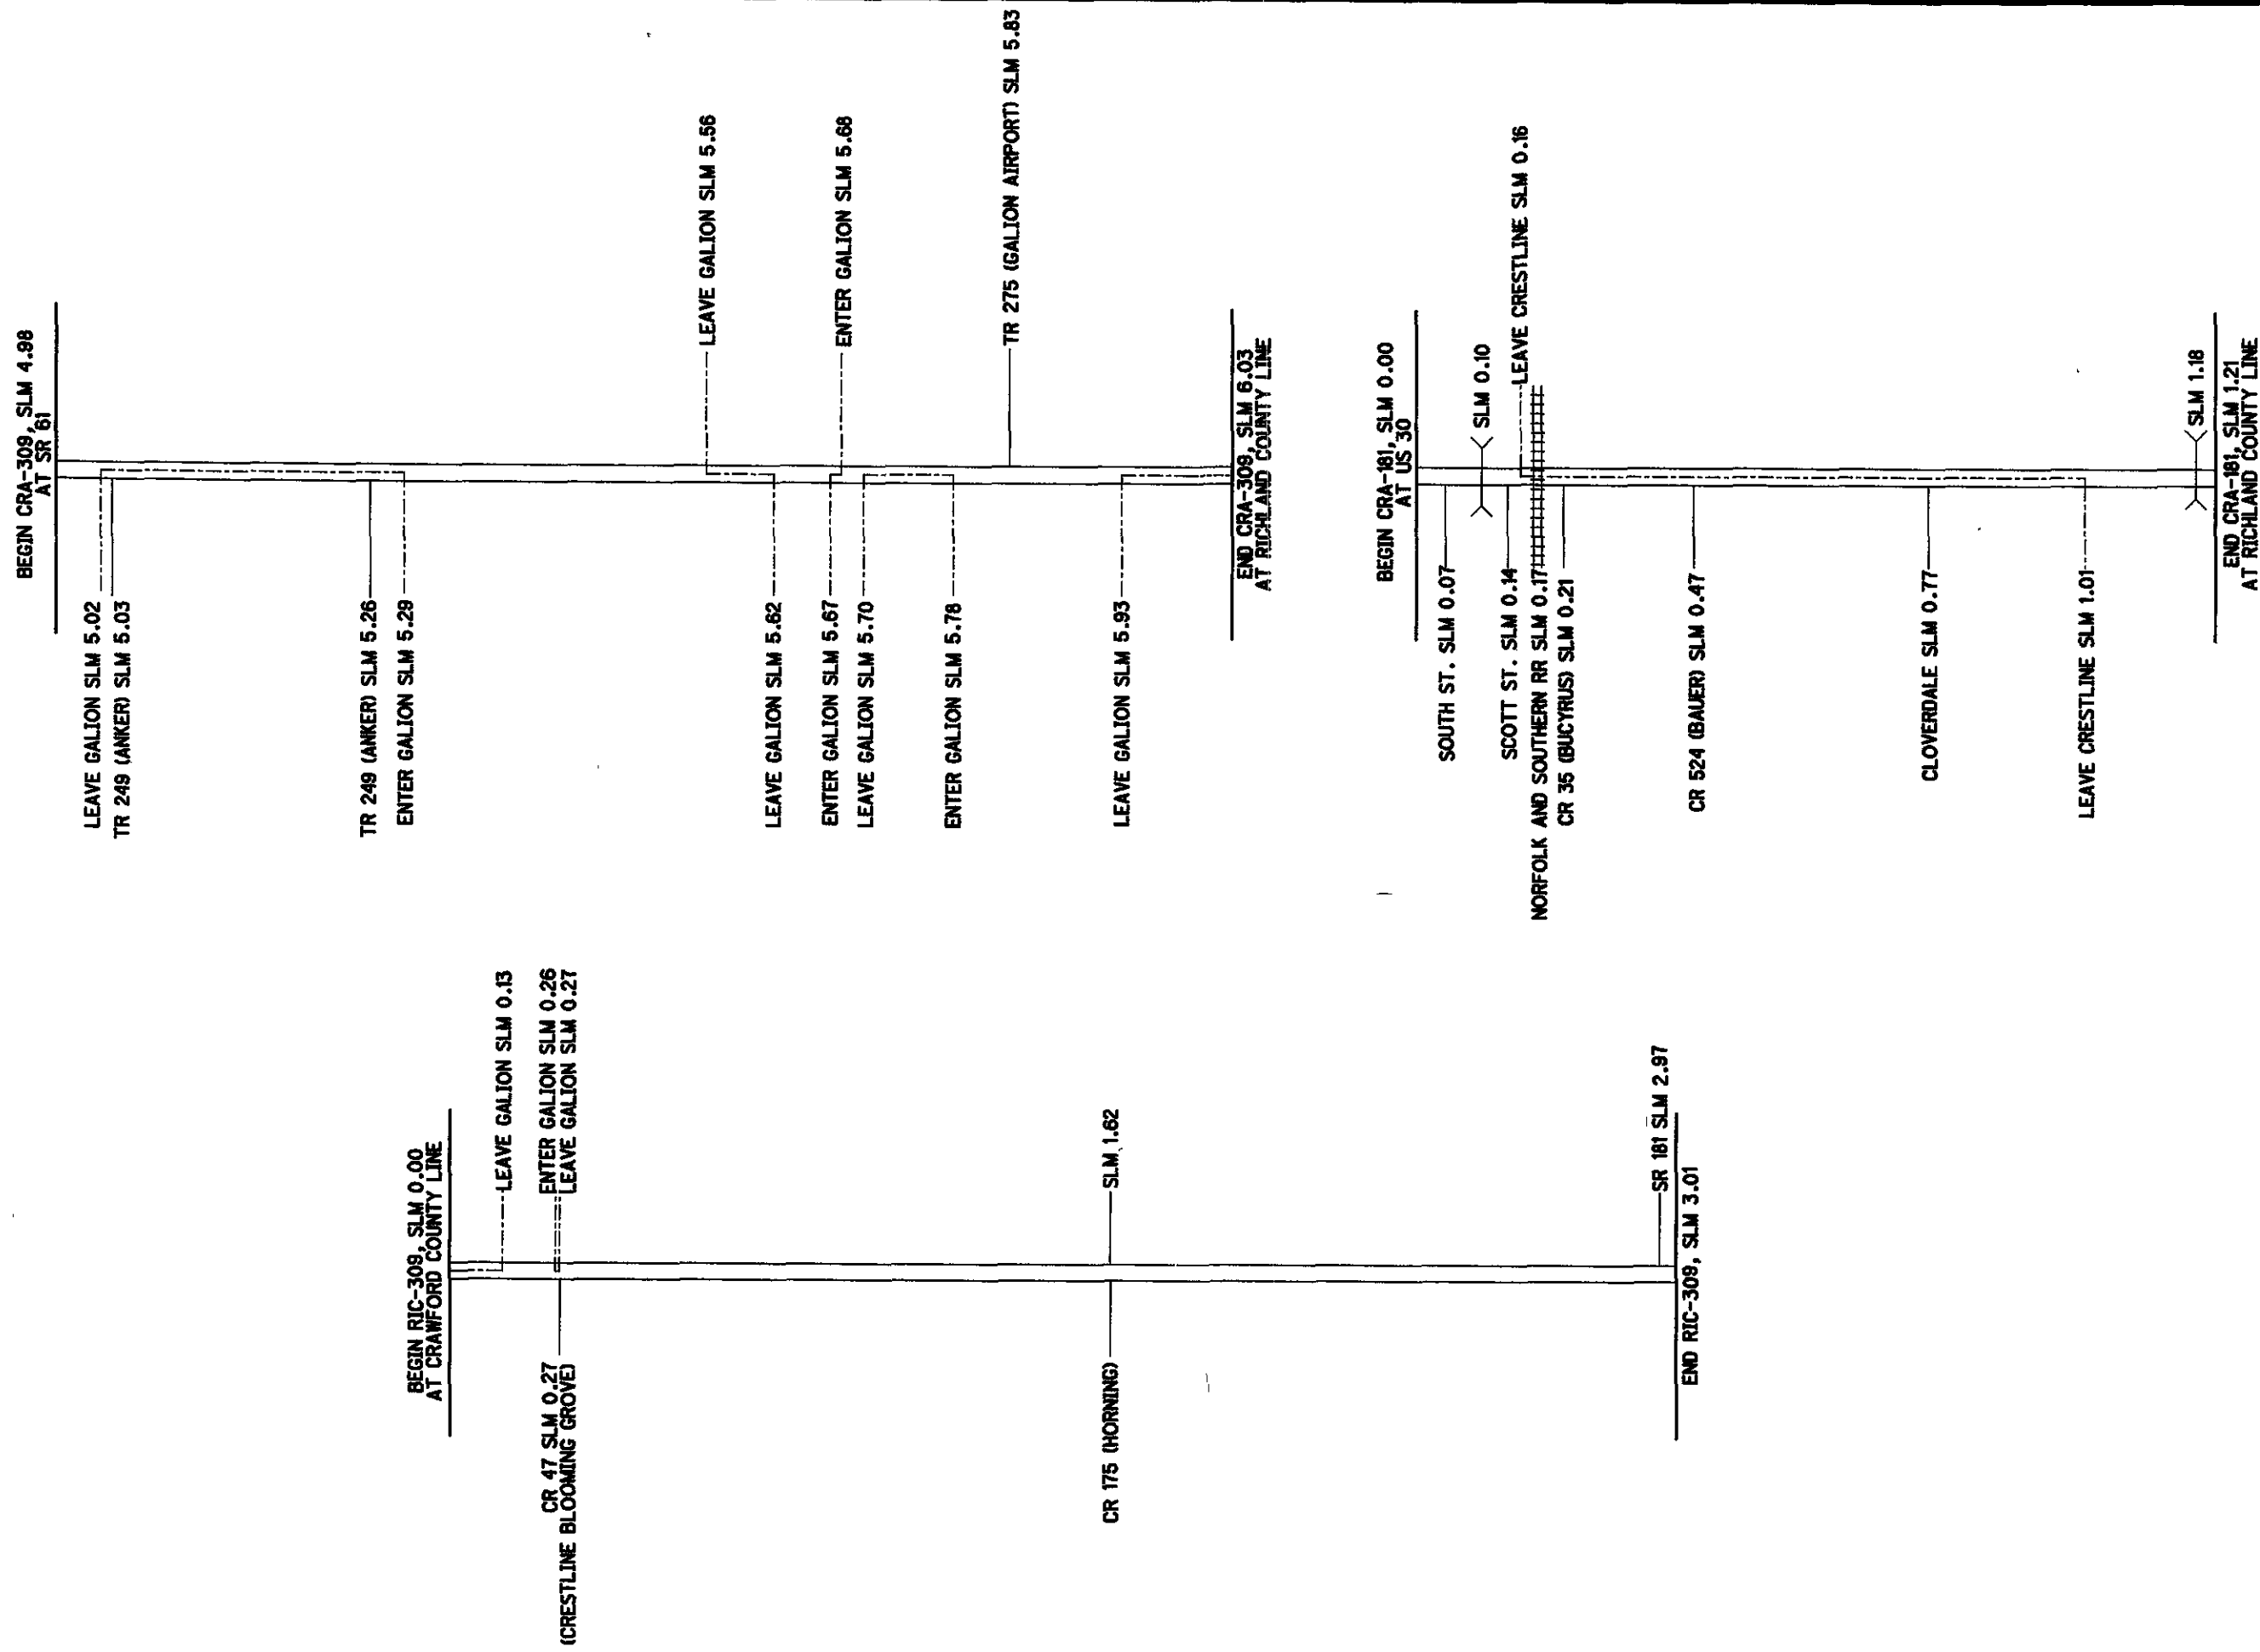 BEGIN CRA-309, SLM 4.98
AT SR 61
LEAVE GALION SLM 5.02
TR 249 (ANKER) SLM 5.03
TR 249 (ANKER) SLM 5.26
ENTER GALION SLM 5.29
LEAVE GALION SLM 5.56
LEAVE GALION SLM 5.62
ENTER GALION SLM 5.67
ENTER GALION SLM 5.68
LEAVE GALION SLM 5.70
ENTER GALION SLM 5.78
TR 275 (GALION AIRPORT) SLM 5.83
LEAVE GALION SLM 5.93
END CRA-309, SLM 6.03
AT RICHLAND COUNTY LINE
BEGIN CRA-181, SLM 0.00
AT US 30
SOUTH ST. SLM 0.07
SLM 0.10
SCOTT ST. SLM 0.14
LEAVE CRESTLINE SLM 0.16
NORFOLK AND SOUTHERN RR SLM 0.17
CR 35 (BUCYRUS) SLM 0.21
CR 524 (BAUER) SLM 0.47
CLOVERDALE SLM 0.77
LEAVE CRESTLINE SLM 1.01
SLM 1.18
END CRA-181, SLM 1.21
AT RICHLAND COUNTY LINE
BEGIN RIC-309, SLM 0.00
AT CRAWFORD COUNTY LINE
LEAVE GALION SLM 0.13
ENTER GALION SLM 0.26
LEAVE GALION SLM 0.27
CR 47 SLM 0.27
(CRESTLINE BLOOMING GROVE)
CR 175 (HORNING)
SLM 1.62
SR 181 SLM 2.97
END RIC-309, SLM 3.01